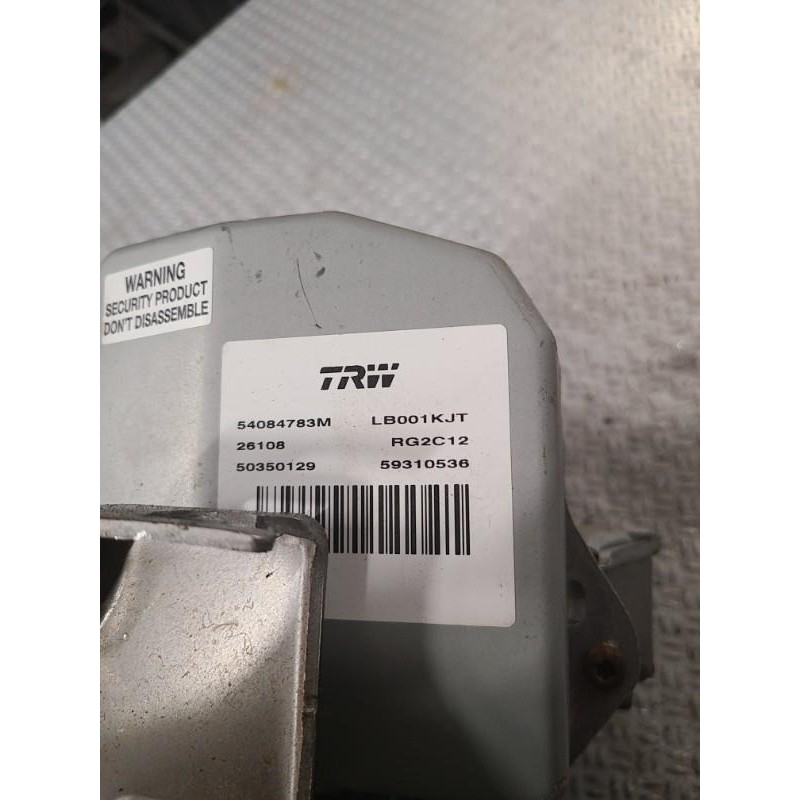 WARNING
SECURITY PRODUCT
DON'T DISASSEMBLE
TRW
54084783M LB001KJT
26108 RG2C12
50350129 59310536